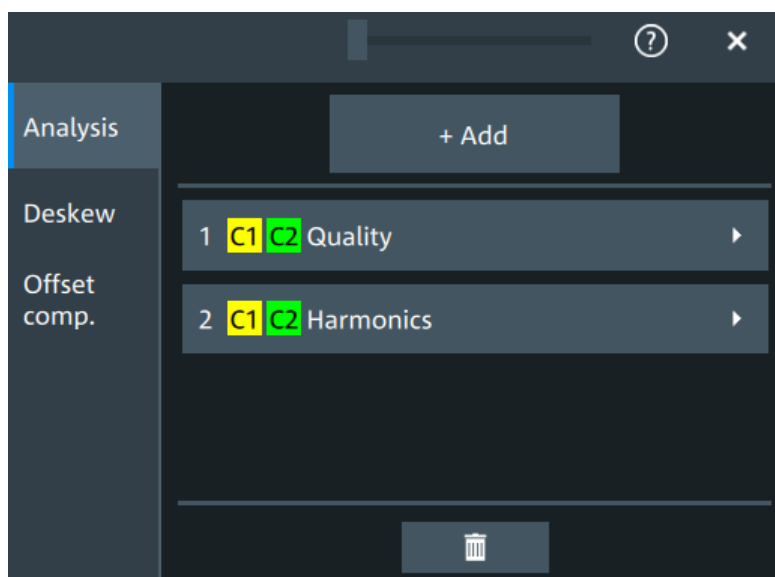 ?
Analysis
+ Add
Deskew
1 C1 C2 Quality
Offset
comp.
2 C1 C2 Harmonics